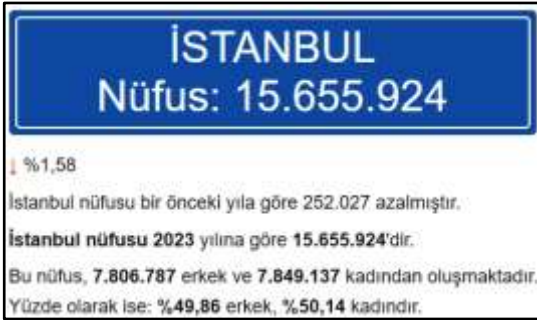 İSTANBUL
Nüfus: 15.655.924
↓ %1,58
İstanbul nüfusu bir önceki yıla göre 252.027 azalmıştır.
İstanbul nüfusu 2023 yılına göre 15.655.924'dir.
Bu nüfus, 7.806.787 erkek ve 7.849.137 kadından oluşmaktadır.
Yüzde olarak ise: %49,86 erkek, %50,14 kadındır.